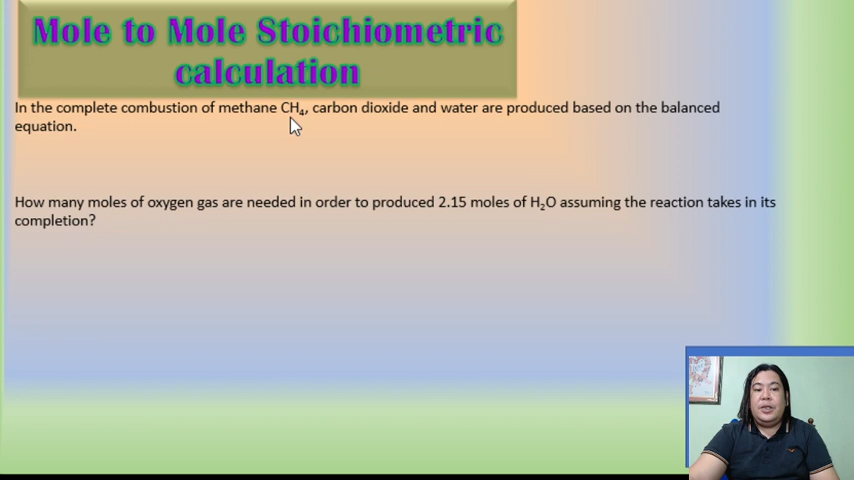 Mole to Mole Stoichiometric
calculation
In the complete combustion of methane CH₄, carbon dioxide and water are produced based on the balanced
equation.
How many moles of oxygen gas are needed in order to produced 2.15 moles of H₂O assuming the reaction takes in its
completion?